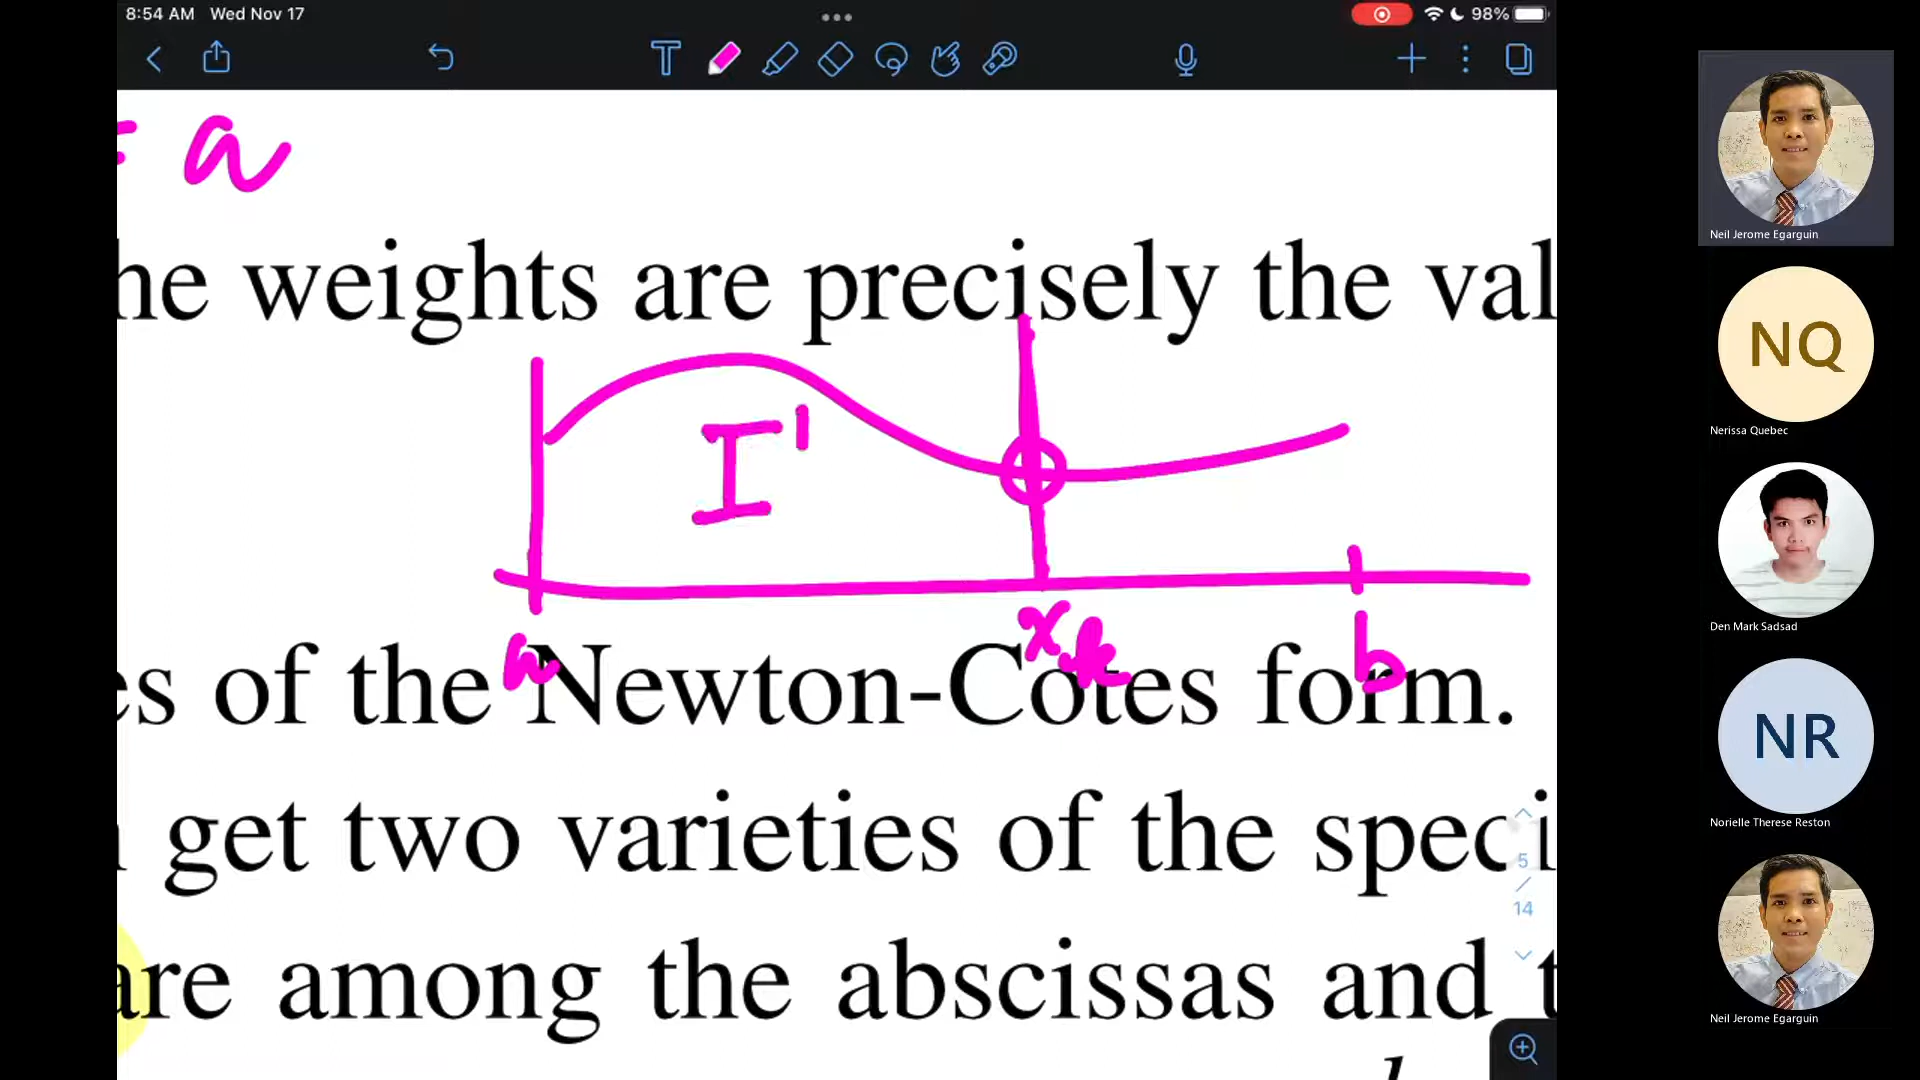 8:54 AM Wed Nov 17
98%
= a
he weights are precisely the val
I'
a
x_k
b
es of the Newton-Cotes form.
get two varieties of the speci
are among the abscissas and t
5
/
14
Neil Jerome Egarguin
NQ
Nerissa Quebec
Den Mark Sadsad
NR
Norielle Therese Reston
Neil Jerome Egarguin